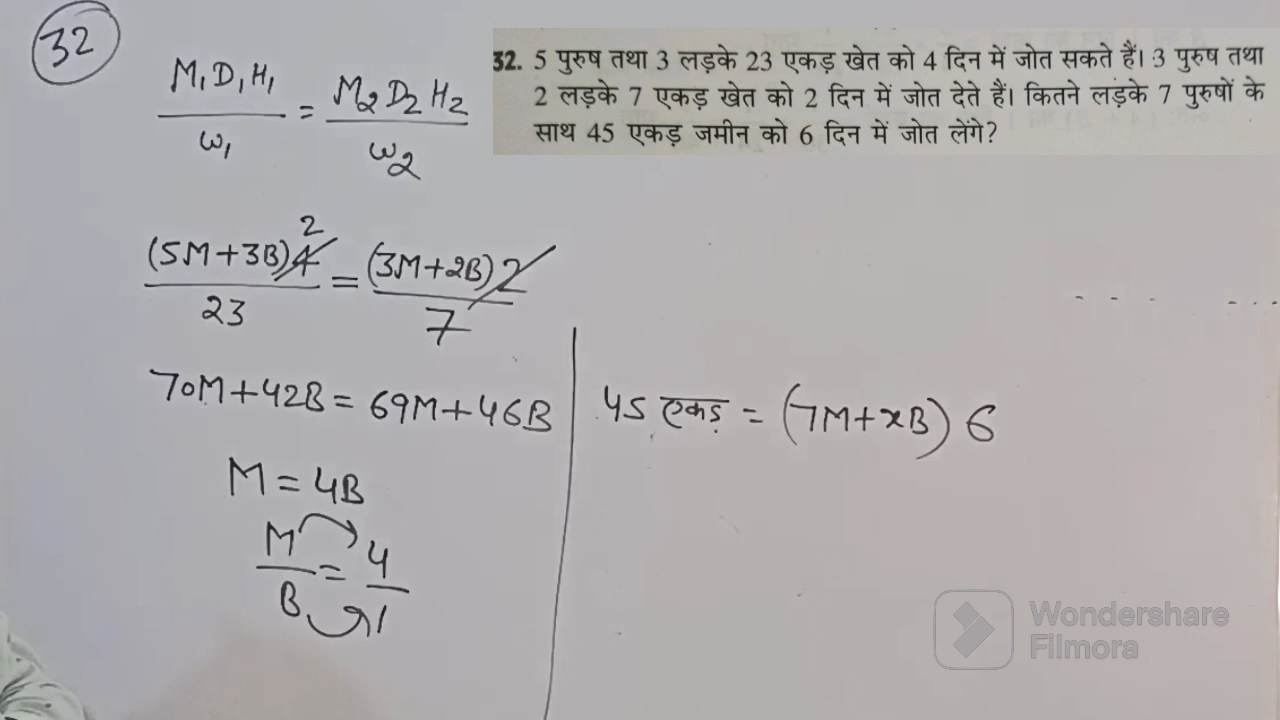 32
M₁D₁H₁/ω₁ = M₂D₂H₂/ω₂
32. 5 पुरुष तथा 3 लड़के 23 एकड़ खेत को 4 दिन में जोत सकते हैं। 3 पुरुष तथा
2 लड़के 7 एकड़ खेत को 2 दिन में जोत देते हैं। कितने लड़के 7 पुरुषों के
साथ 45 एकड़ जमीन को 6 दिन में जोत लेंगे?
2
(5M+3B)4/23 = (3M+2B)2/7
70M+42B = 69M+46B
M = 4B
M/B = 4/1
45 एकड़ = (7M+xB) 6
Wondershare
Filmora